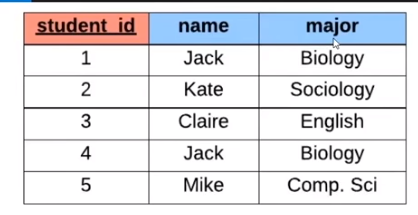 student_id name major
1 Jack Biology
2 Kate Sociology
3 Claire English
4 Jack Biology
5 Mike Comp. Sci